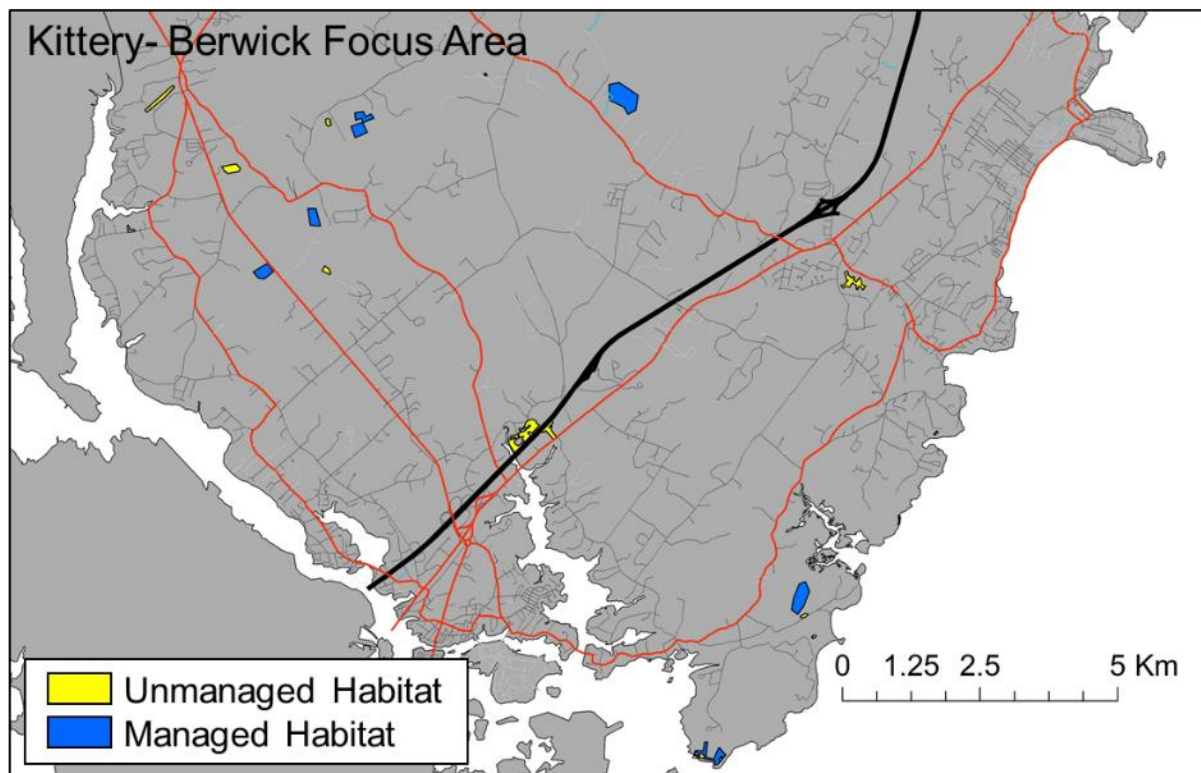 Kittery- Berwick Focus Area
Unmanaged Habitat
Managed Habitat
0 1.25 2.5 5 Km